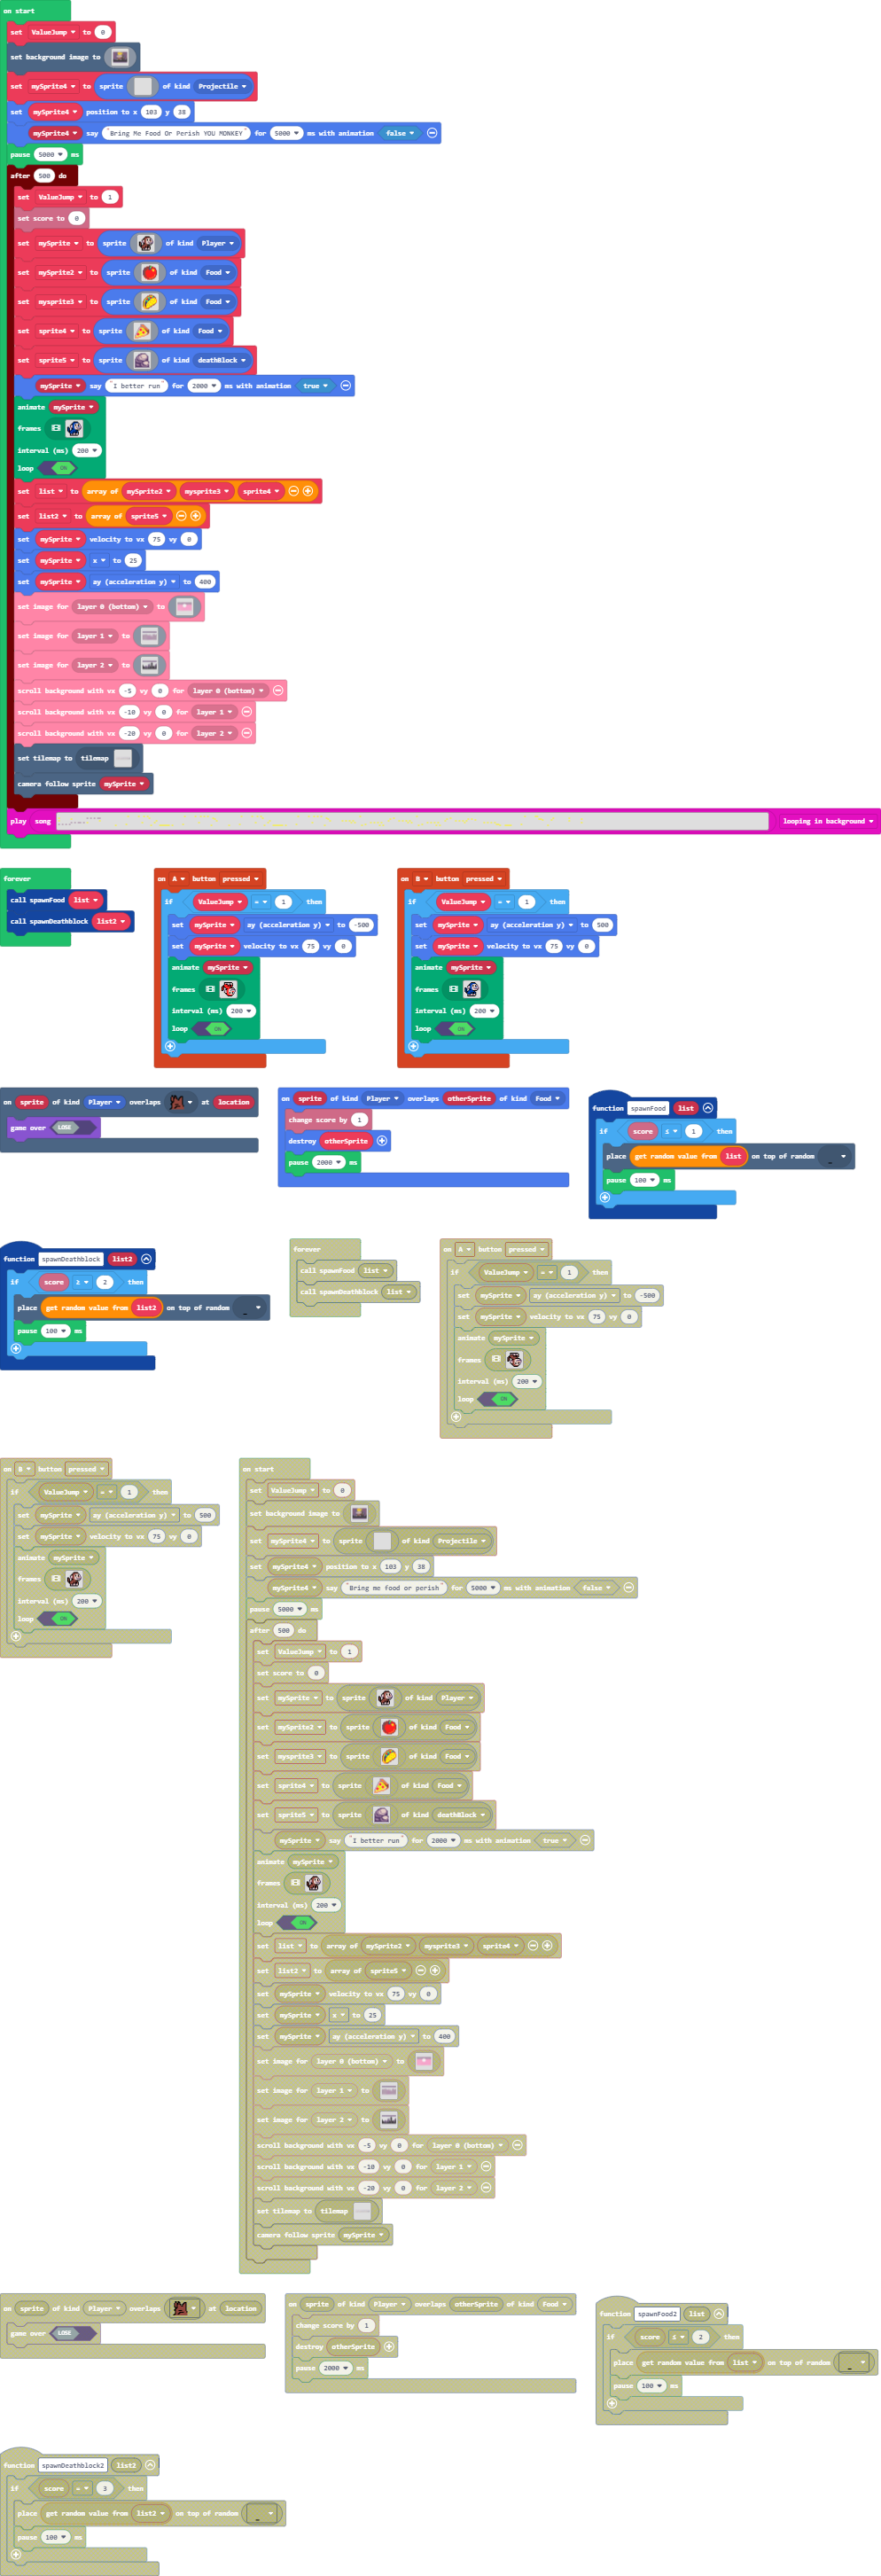 on start
set ValueJump to 0
set background image to
set mySprite4 to sprite of kind Projectile
set mySprite4 position to x 103 y 38
mySprite4 say "Bring Me Food Or Perish YOU MONKEY" for 5000 ms with animation false
pause 5000 ms
after 500 do
set ValueJump to 1
set score to 0
set mySprite to sprite of kind Player
set mySprite2 to sprite of kind Food
set mysprite3 to sprite of kind Food
set sprite4 to sprite of kind Food
set sprite5 to sprite of kind deathBlock
mySprite say "I better run" for 2000 ms with animation true
animate mySprite
frames
interval (ms) 200
loop ON
set list to array of mySprite2 mysprite3 sprite4
set list2 to array of sprite5
set mySprite velocity to vx 75 vy 0
set mySprite x to 25
set mySprite ay (acceleration y) to 400
set image for layer 0 (bottom) to
set image for layer 1 to
set image for layer 2 to
scroll background with vx -5 vy 0 for layer 0 (bottom)
scroll background with vx -10 vy 0 for layer 1
scroll background with vx -20 vy 0 for layer 2
set tilemap to tilemap
camera follow sprite mySprite
play song looping in background
forever
call spawnFood list
call spawnDeathblock list2
on A button pressed
if ValueJump = 1 then
set mySprite ay (acceleration y) to -500
set mySprite velocity to vx 75 vy 0
animate mySprite
frames
interval (ms) 200
loop ON
on B button pressed
if ValueJump = 1 then
set mySprite ay (acceleration y) to 500
set mySprite velocity to vx 75 vy 0
animate mySprite
frames
interval (ms) 200
loop ON
on sprite of kind Player overlaps at location
game over LOSE
on sprite of kind Player overlaps otherSprite of kind Food
change score by 1
destroy otherSprite
pause 2000 ms
function spawnFood list
if score ≤ 1 then
place get random value from list on top of random
pause 100 ms
function spawnDeathblock list2
if score ≥ 2 then
place get random value from list2 on top of random
pause 100 ms
forever
call spawnFood list
call spawnDeathblock list
on A button pressed
if ValueJump = 1 then
set mySprite ay (acceleration y) to -500
set mySprite velocity to vx 75 vy 0
animate mySprite
frames
interval (ms) 200
loop ON
on B button pressed
if ValueJump = 1 then
set mySprite ay (acceleration y) to 500
set mySprite velocity to vx 75 vy 0
animate mySprite
frames
interval (ms) 200
loop ON
on start
set ValueJump to 0
set background image to
set mySprite4 to sprite of kind Projectile
set mySprite4 position to x 103 y 38
mySprite4 say "Bring me food or perish" for 5000 ms with animation false
pause 5000 ms
after 500 do
set ValueJump to 1
set score to 0
set mySprite to sprite of kind Player
set mySprite2 to sprite of kind Food
set mysprite3 to sprite of kind Food
set sprite4 to sprite of kind Food
set sprite5 to sprite of kind deathBlock
mySprite say "I better run" for 2000 ms with animation true
animate mySprite
frames
interval (ms) 200
loop ON
set list to array of mySprite2 mysprite3 sprite4
set list2 to array of sprite5
set mySprite velocity to vx 75 vy 0
set mySprite x to 25
set mySprite ay (acceleration y) to 400
set image for layer 0 (bottom) to
set image for layer 1 to
set image for layer 2 to
scroll background with vx -5 vy 0 for layer 0 (bottom)
scroll background with vx -10 vy 0 for layer 1
scroll background with vx -20 vy 0 for layer 2
set tilemap to tilemap
camera follow sprite mySprite
on sprite of kind Player overlaps at location
game over LOSE
on sprite of kind Player overlaps otherSprite of kind Food
change score by 1
destroy otherSprite
pause 2000 ms
function spawnFood2 list
if score ≤ 2 then
place get random value from list on top of random
pause 100 ms
function spawnDeathblock2 list2
if score = 3 then
place get random value from list2 on top of random
pause 100 ms